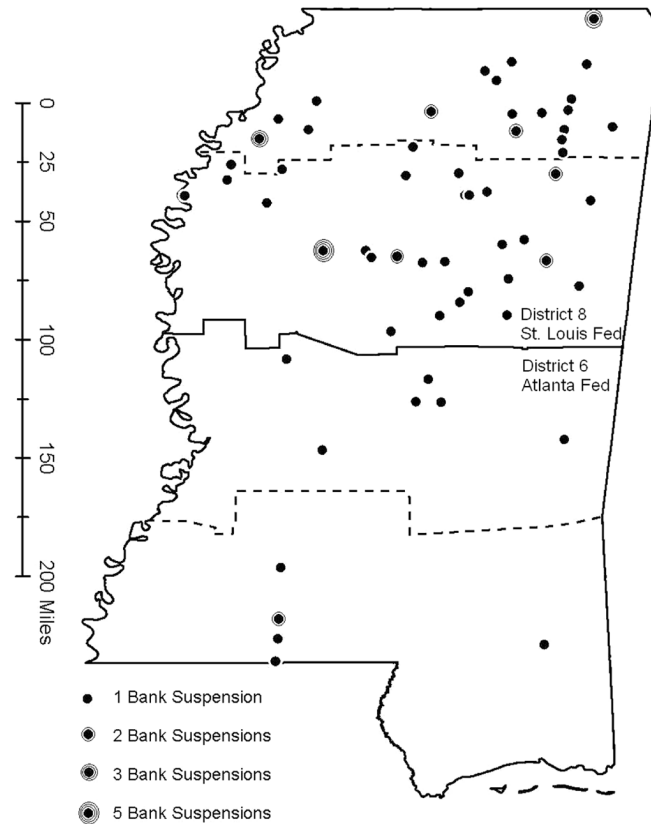 0
25
50
100
150
200 Miles
District 8
St. Louis Fed
District 6
Atlanta Fed
1 Bank Suspension
2 Bank Suspensions
3 Bank Suspensions
5 Bank Suspensions